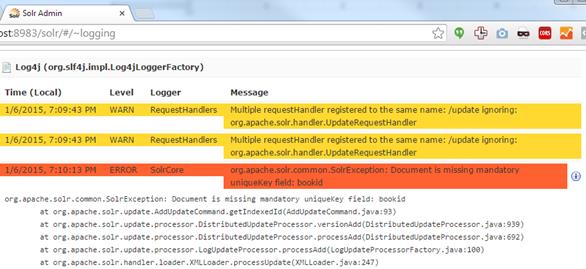 Solr Admin
ost:8983/solr/#/~logging
CORS
Log4j (org.slf4j.impl.Log4jLoggerFactory)
Time (Local) Level Logger Message
1/6/2015, 7:09:43 PM WARN RequestHandlers Multiple requestHandler registered to the same name: /update ignoring:
org.apache.solr.handler.UpdateRequestHandler
1/6/2015, 7:09:43 PM WARN RequestHandlers Multiple requestHandler registered to the same name: /update ignoring:
org.apache.solr.handler.UpdateRequestHandler
1/6/2015, 7:10:13 PM ERROR SolrCore org.apache.solr.common.SolrException: Document is missing mandatory
uniqueKey field: bookid
org.apache.solr.common.SolrException: Document is missing mandatory uniqueKey field: bookid
at org.apache.solr.update.AddUpdateCommand.getIndexedId(AddUpdateCommand.java:93)
at org.apache.solr.update.processor.DistributedUpdateProcessor.versionAdd(DistributedUpdateProcessor.java:939)
at org.apache.solr.update.processor.DistributedUpdateProcessor.processAdd(DistributedUpdateProcessor.java:692)
at org.apache.solr.update.processor.LogUpdateProcessor.processAdd(LogUpdateProcessorFactory.java:100)
at org.apache.solr.handler.loader.XMLLoader.processUpdate(XMLLoader.java:247)